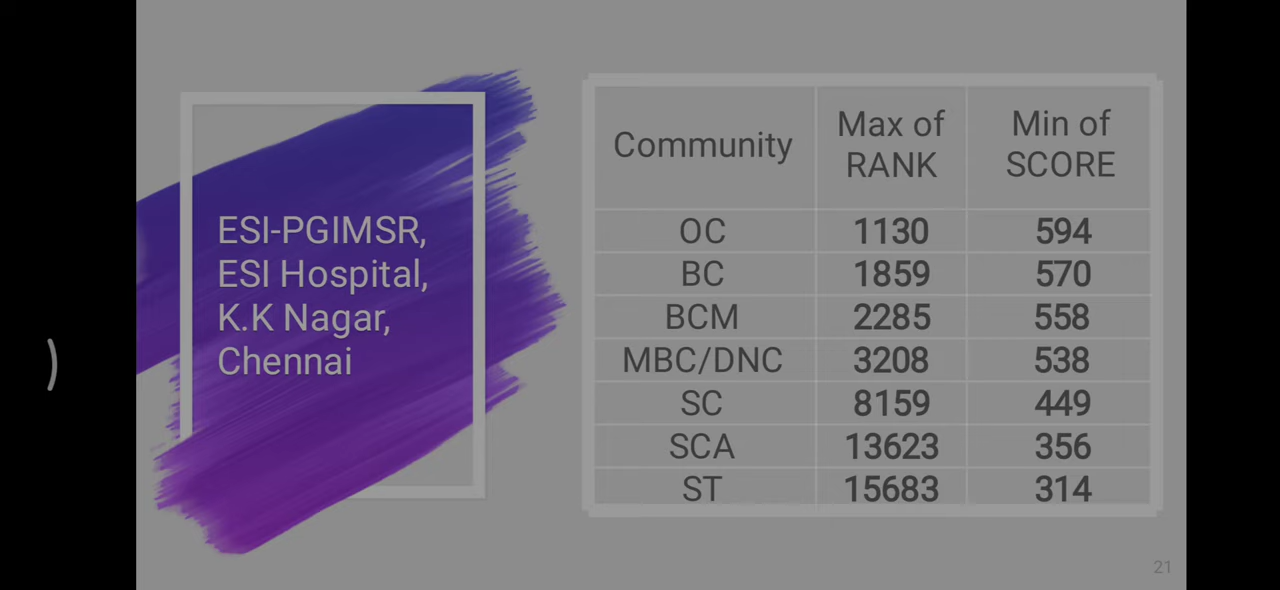 ESI-PGIMSR,
ESI Hospital,
K.K Nagar,
Chennai
Community Max of RANK Min of SCORE
OC 1130 594
BC 1859 570
BCM 2285 558
MBC/DNC 3208 538
SC 8159 449
SCA 13623 356
ST 15683 314
21